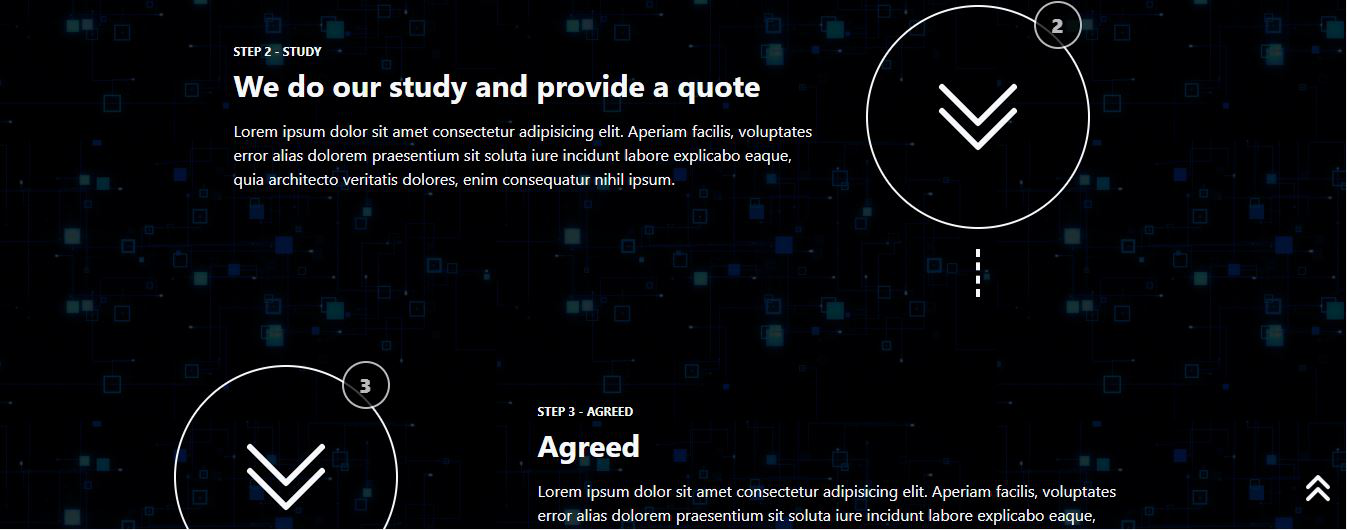 2
STEP 2 - STUDY
We do our study and provide a quote
Lorem ipsum dolor sit amet consectetur adipisicing elit. Aperiam facilis, voluptates
error alias dolorem praesentium sit soluta iure incidunt labore explicabo eaque,
quia architecto veritatis dolores, enim consequatur nihil ipsum.
3
STEP 3 - AGREED
Agreed
Lorem ipsum dolor sit amet consectetur adipisicing elit. Aperiam facilis, voluptates
error alias dolorem praesentium sit soluta iure incidunt labore explicabo eaque,